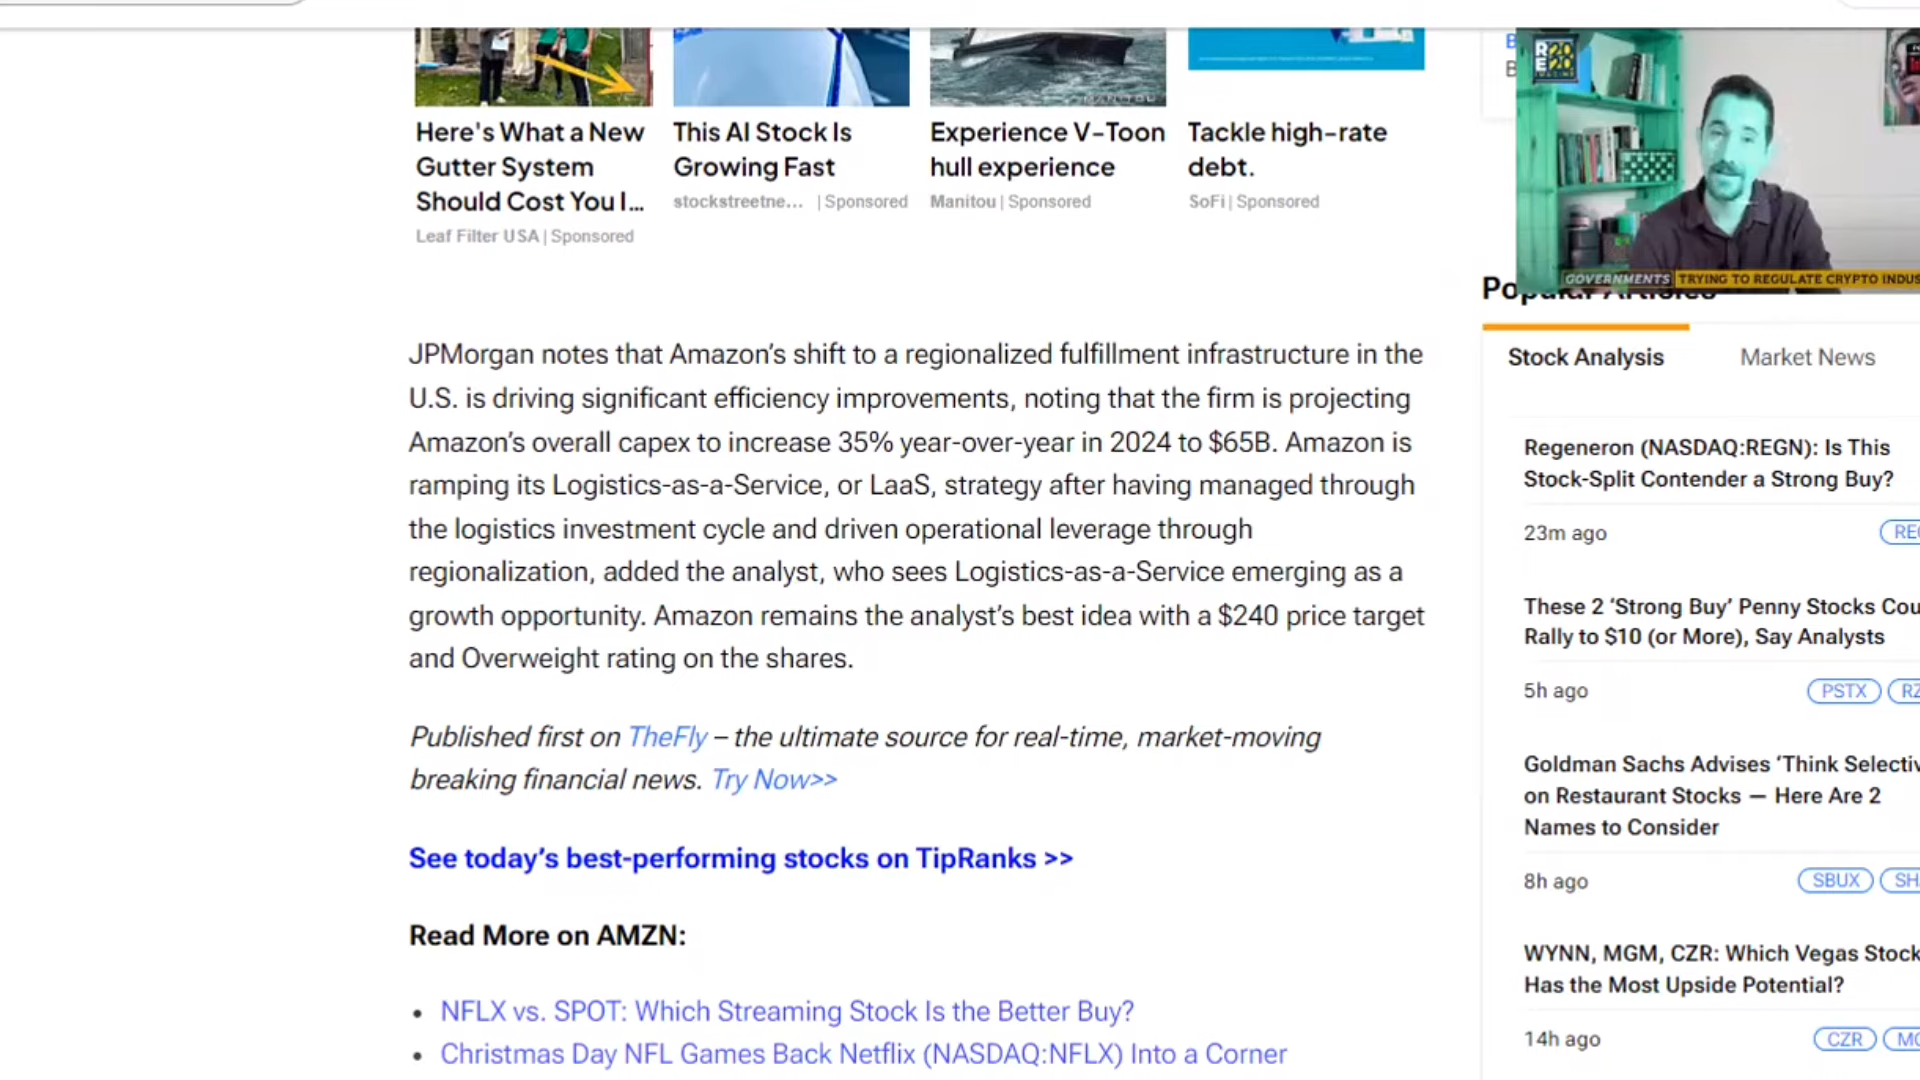 Here's What a New
Gutter System
Should Cost You I...
Leaf Filter USA | Sponsored
This AI Stock Is
Growing Fast
stockstreetne... | Sponsored
MANITOU
Experience V-Toon
hull experience
Manitou | Sponsored
Tackle high-rate
debt.
SoFi | Sponsored
JPMorgan notes that Amazon’s shift to a regionalized fulfillment infrastructure in the
U.S. is driving significant efficiency improvements, noting that the firm is projecting
Amazon’s overall capex to increase 35% year-over-year in 2024 to $65B. Amazon is
ramping its Logistics-as-a-Service, or LaaS, strategy after having managed through
the logistics investment cycle and driven operational leverage through
regionalization, added the analyst, who sees Logistics-as-a-Service emerging as a
growth opportunity. Amazon remains the analyst’s best idea with a $240 price target
and Overweight rating on the shares.
Published first on TheFly – the ultimate source for real-time, market-moving
breaking financial news. Try Now>>
See today’s best-performing stocks on TipRanks >>
Read More on AMZN:
• NFLX vs. SPOT: Which Streaming Stock Is the Better Buy?
• Christmas Day NFL Games Back Netflix (NASDAQ:NFLX) Into a Corner
RE20
20
GOVERNMENTS TRYING TO REGULATE CRYPTO INDUS
Popular Articles
Stock Analysis Market News
Regeneron (NASDAQ:REGN): Is This
Stock-Split Contender a Strong Buy?
23m ago REG
These 2 ‘Strong Buy’ Penny Stocks Cou
Rally to $10 (or More), Say Analysts
5h ago PSTX RZ
Goldman Sachs Advises ‘Think Selectiv
on Restaurant Stocks — Here Are 2
Names to Consider
8h ago SBUX SHA
WYNN, MGM, CZR: Which Vegas Stock
Has the Most Upside Potential?
14h ago CZR MG